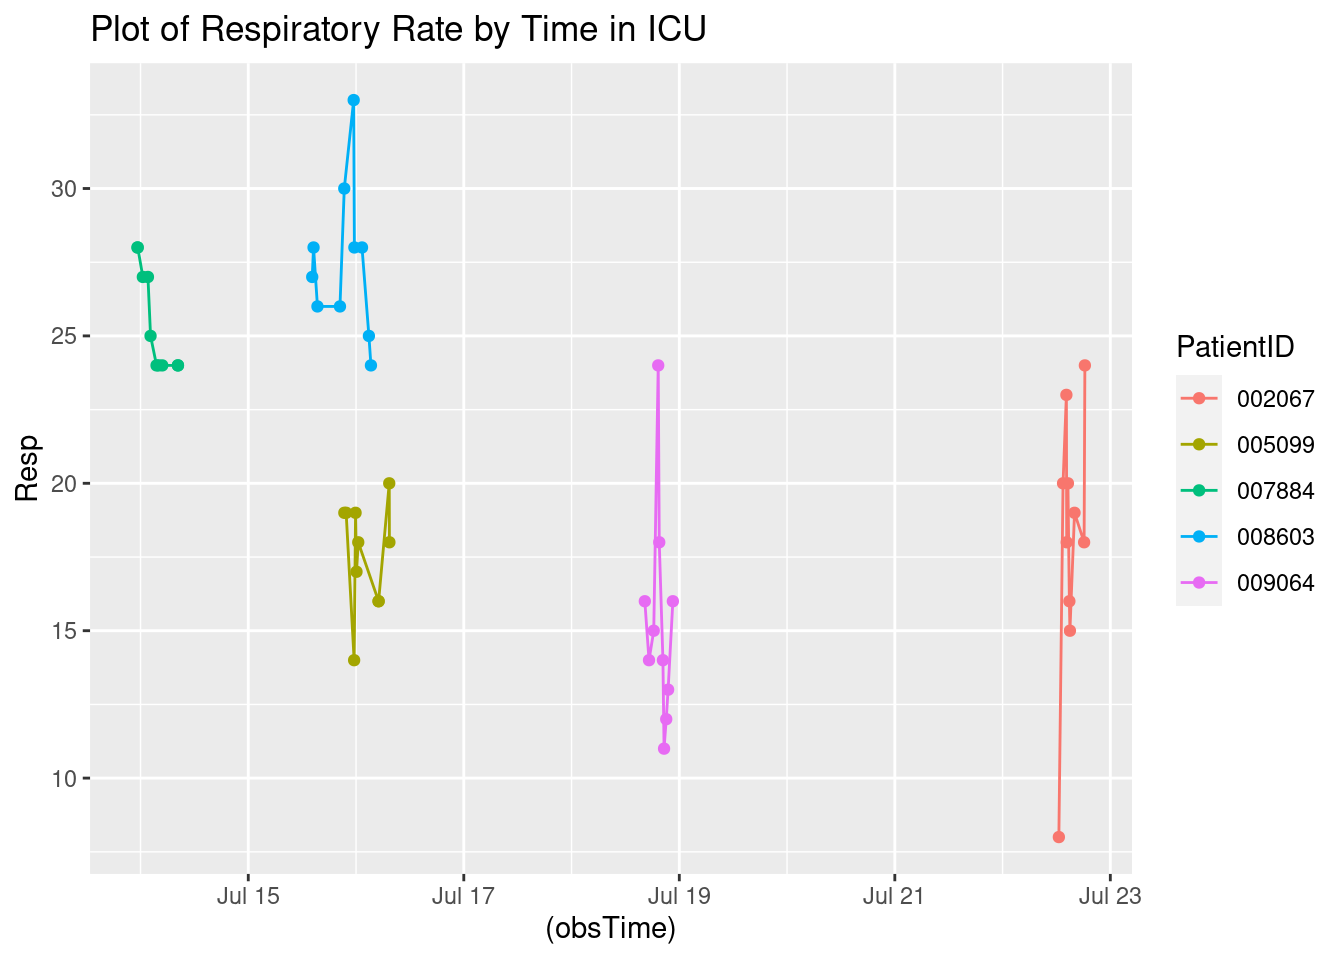 Plot of Respiratory Rate by Time in ICU
30
25
20
15
10
Resp
Jul 15
Jul 17
Jul 19
Jul 21
Jul 23
(obsTime)
PatientID
002067
005099
007884
008603
009064